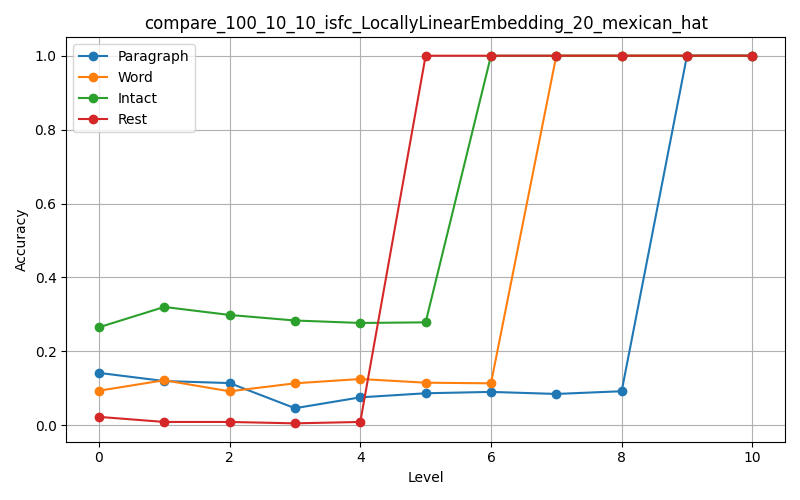 compare_100_10_10_isfc_LocallyLinearEmbedding_20_mexican_hat
Paragraph
Word
Intact
Rest
1.0
0.8
0.6
0.4
0.2
0.0
Accuracy
0 2 4 6 8 10
Level